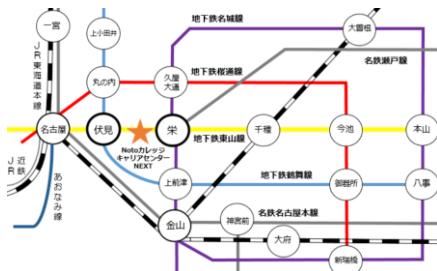 一宮
上小田井
地下鉄名城線
大曽根
JR東海道本線
丸の内
久屋
大通
地下鉄桜通線
名鉄瀬戸線
名古屋
伏見
栄
地下鉄東山線
千種
今池
本山
Notoカレッジ
キャリアセンター
NEXT
近鉄
JR
あおなみ線
上前津
地下鉄鶴舞線
御器所
八事
金山
神宮前
名鉄名古屋本線
大府
新瑞橋